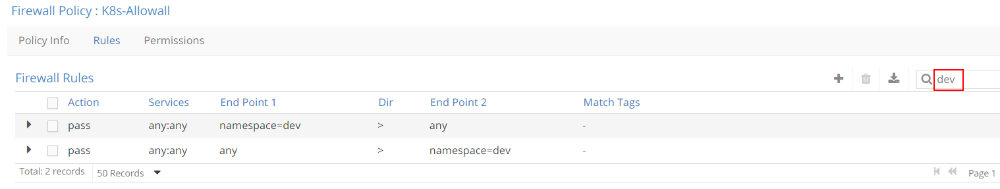 Firewall Policy : K8s-Allowall
Policy Info Rules Permissions
Firewall Rules dev
Action Services End Point 1 Dir End Point 2 Match Tags
pass any:any namespace=dev > any -
pass any:any any > namespace=dev -
Total: 2 records 50 Records Page 1